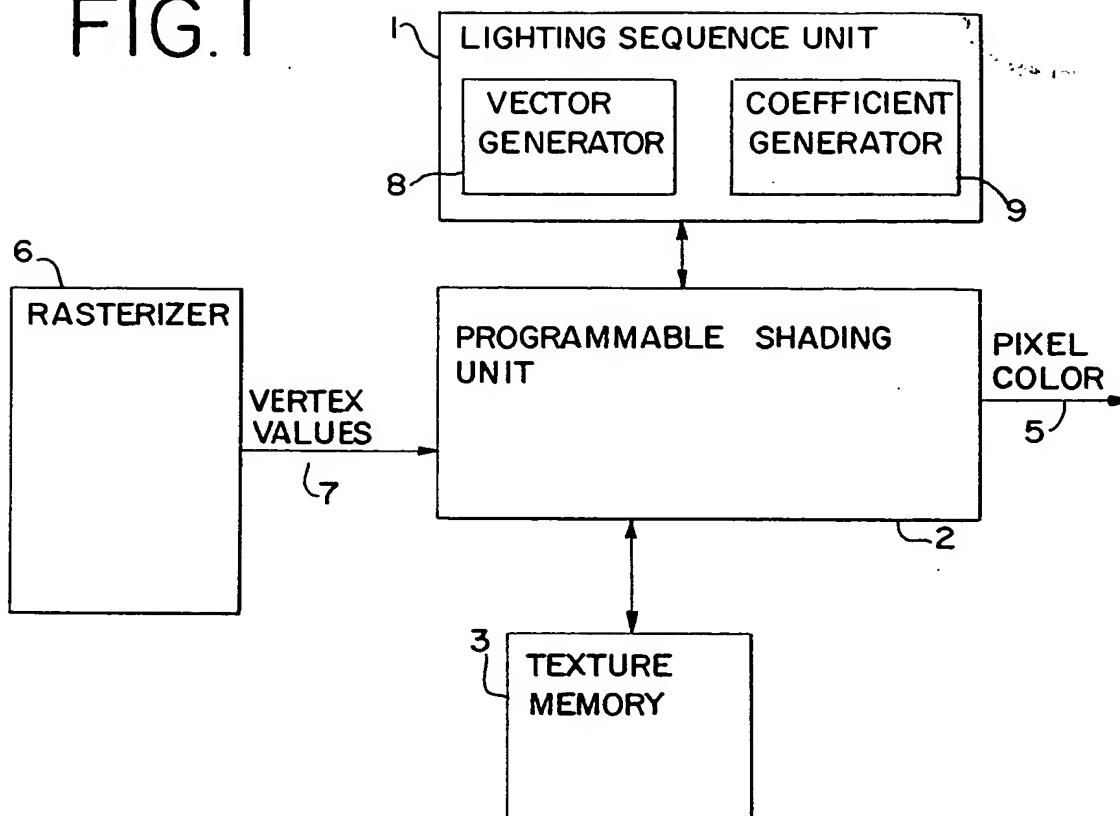 FIG. 1
1
LIGHTING SEQUENCE UNIT
VECTOR
GENERATOR
COEFFICIENT
GENERATOR
8
9
6
RASTERIZER
PROGRAMMABLE SHADING
UNIT
PIXEL
COLOR
5
VERTEX
VALUES
7
2
3
TEXTURE
MEMORY